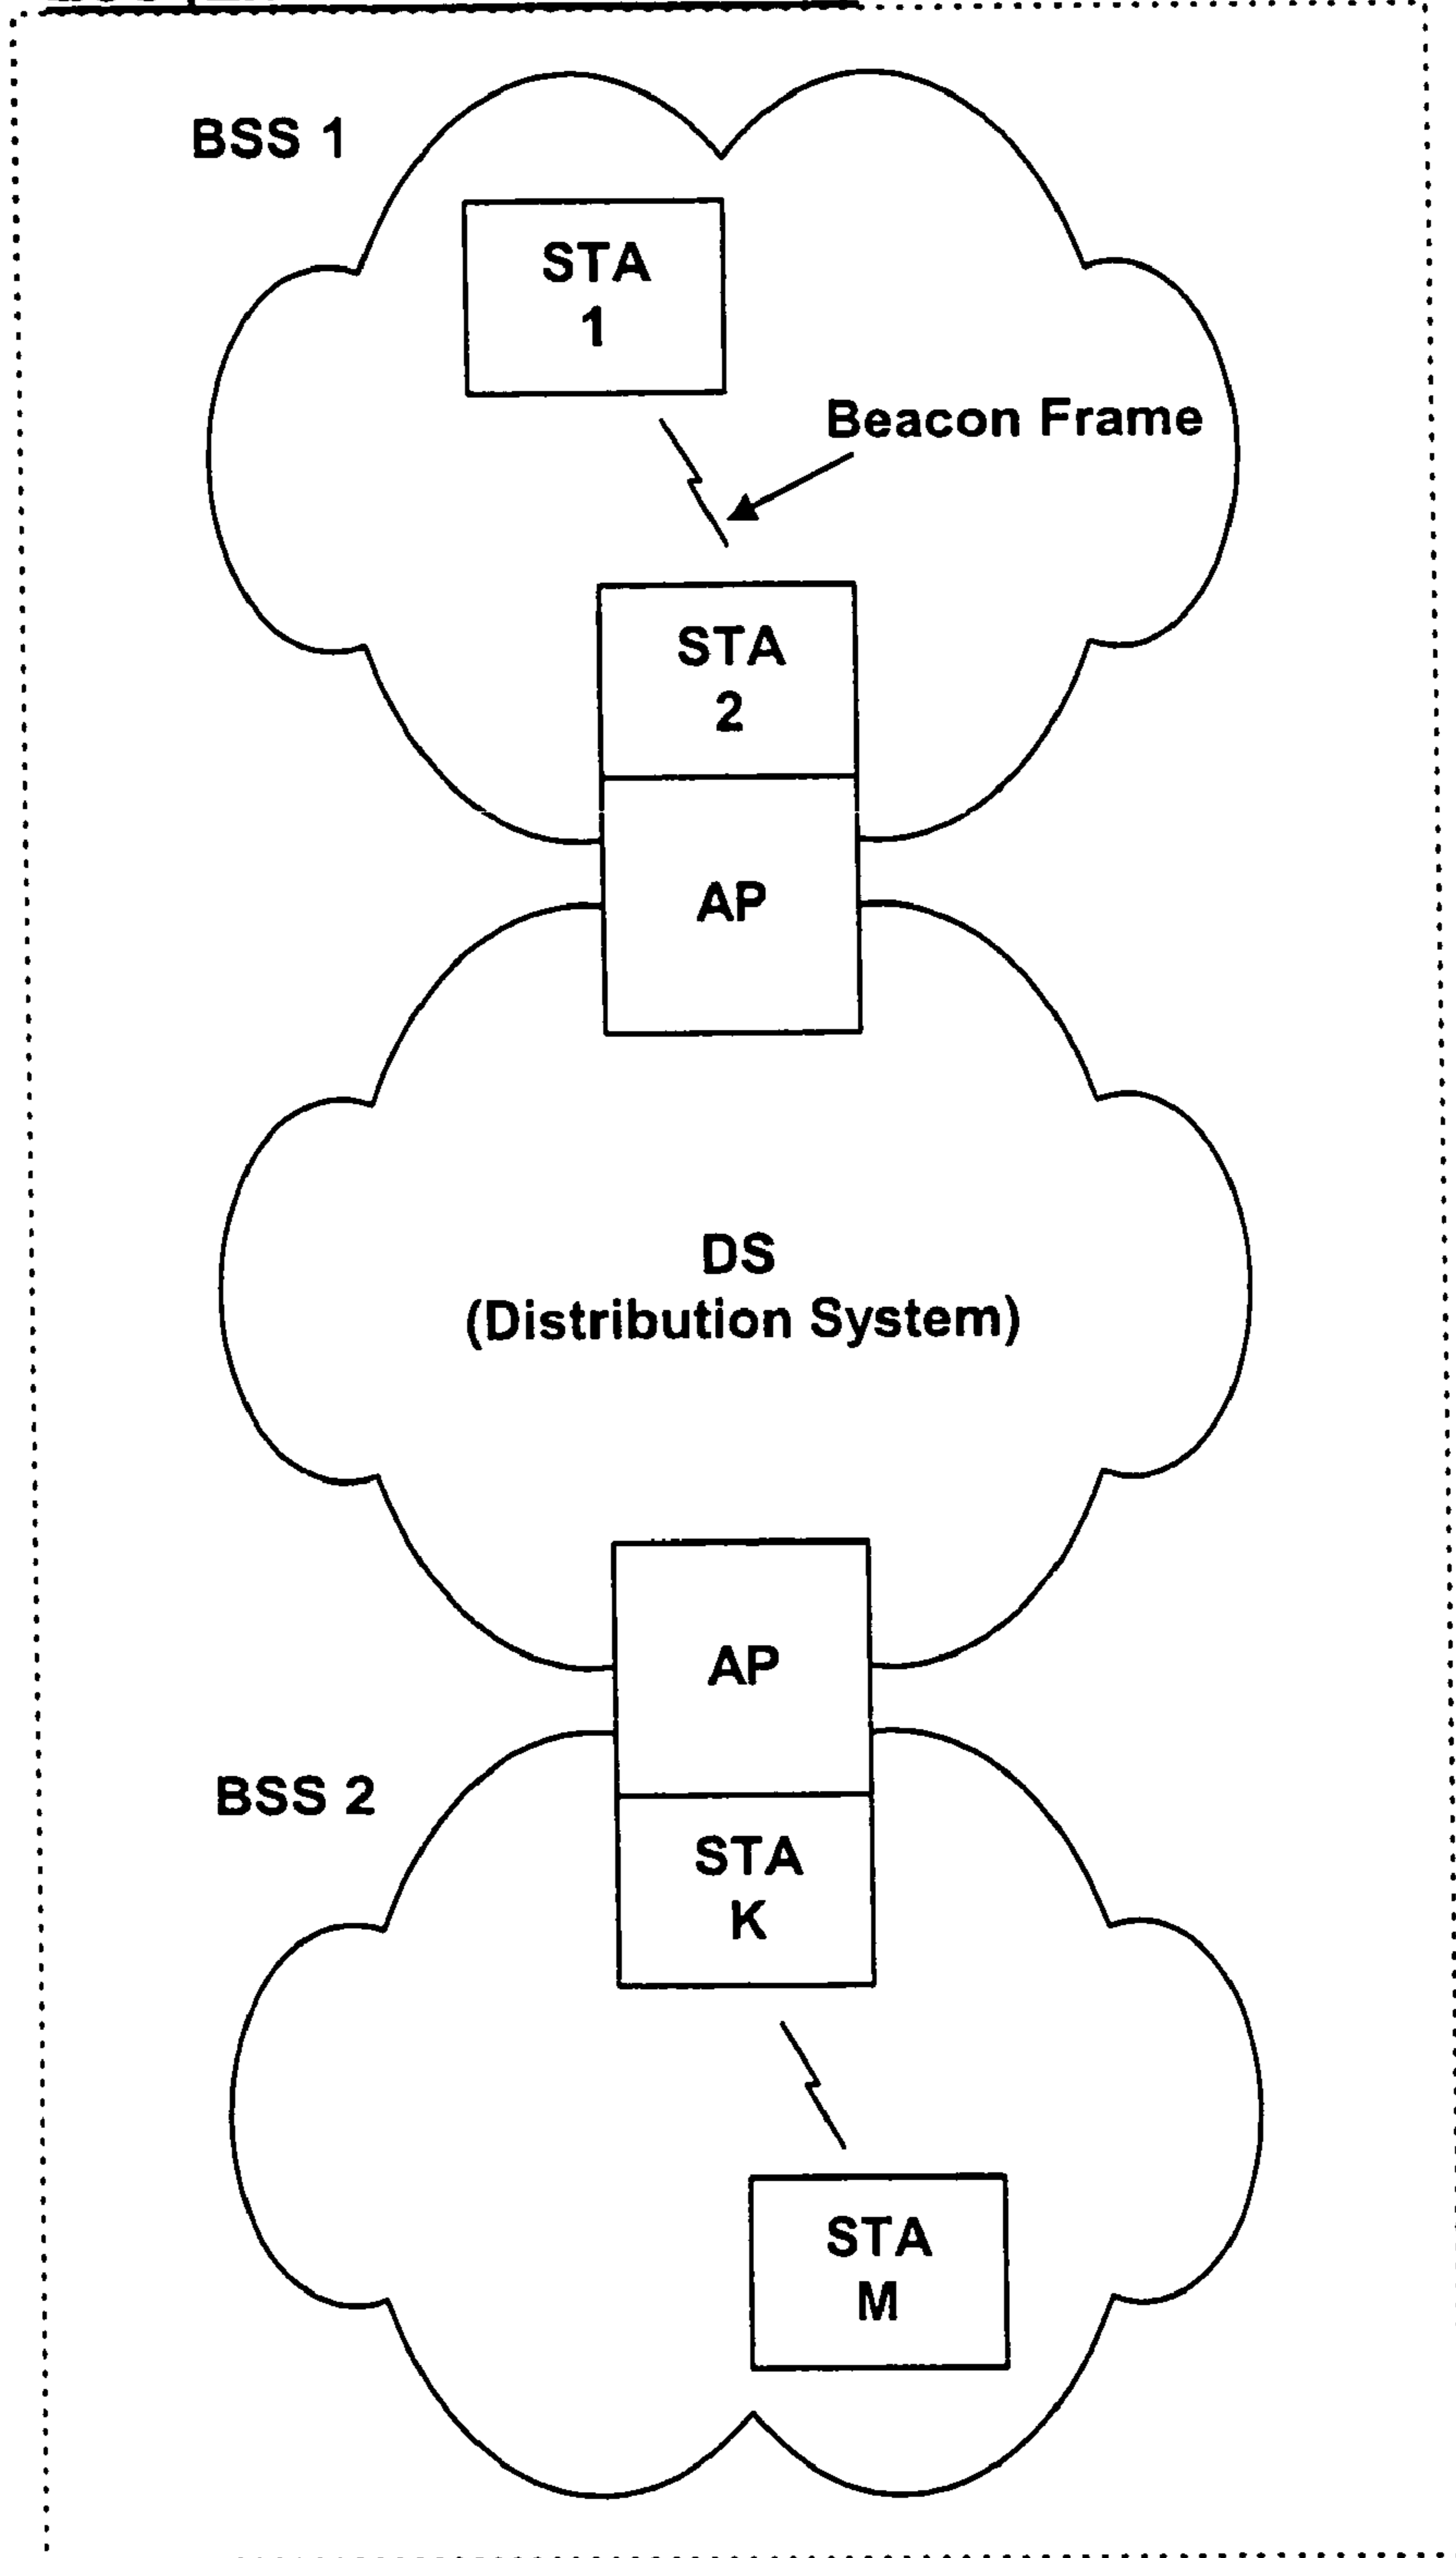 BSS 1
STA
1
Beacon Frame
STA
2
AP
DS
(Distribution System)
AP
BSS 2
STA
K
STA
M